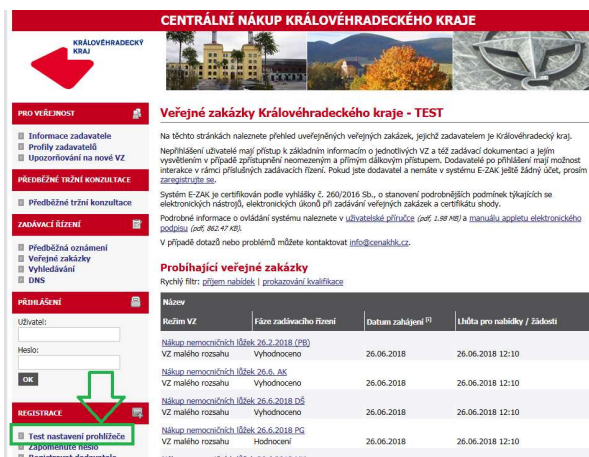 CENTRÁLNÍ NÁKUP KRÁLOVÉHRADECKÉHO KRAJE
KRÁLOVÉHRADECKÝ
KRAJ
PRO VEŘEJNOST
Informace zadavatele
Profily zadavatelů
Upozorňování na nové VZ
PŘEDBĚŽNÉ TRŽNÍ KONZULTACE
Předběžné tržní konzultace
ZADÁVACÍ ŘÍZENÍ
Předběžná oznámení
Veřejné zakázky
Vyhledávání
DNS
PŘIHLÁŠENÍ
Uživatel:
Heslo:
OK
REGISTRACE
Test nastavení prohlížeče
Zapomenuté heslo
Registrovat dodavatele
Veřejné zakázky Královéhradeckého kraje - TEST
Na těchto stránkách naleznete přehled uveřejněných veřejných zakázek, jejichž zadavatelem je Královéhradecký kraj.
Nepřihlášení uživatelé mají přístup k základním informacím o jednotlivých VZ a též zadávací dokumentaci a jejím
vysvětlením v případě zpřístupnění neomezeným a přímým dálkovým přístupem. Dodavatelé po přihlášení mají možnost
interakce v rámci příslušných zadávacích řízení. Pokud jste dodavatel a nemáte v systému E-ZAK ještě žádný účet, prosím
zaregistrujte se.
Systém E-ZAK je certifikován podle vyhlášky č. 260/2016 Sb., o stanovení podrobnějších podmínek týkajících se
elektronických nástrojů, elektronických úkonů při zadávání veřejných zakázek a certifikátu shody.
Podrobné informace o ovládání systému naleznete v uživatelské příručce (pdf, 1.98 MB) a manuálu appletu elektronického
podpisu (pdf, 862.47 KB).
V případě dotazů nebo problémů můžete kontaktovat info@cenakhk.cz.
Probíhající veřejné zakázky
Rychlý filtr: příjem nabídek | prokazování kvalifikace
Název
Režim VZ Fáze zadávacího řízení Datum zahájení [1] Lhůta pro nabídky / žádosti
Nákup nemocničních lůžek 26.2.2018 (PB)
VZ malého rozsahu Vyhodnoceno 26.06.2018 26.06.2018 12:10
Nákup nemocničních lůžek 26.6. AK
VZ malého rozsahu Vyhodnoceno 26.06.2018 26.06.2018 12:10
Nákup nemocničních lůžek 26.6.2018 DŠ
VZ malého rozsahu Vyhodnoceno 26.06.2018 26.06.2018 12:10
Nákup nemocničních lůžek 26.6.2018 PG
VZ malého rozsahu Hodnocení 26.06.2018 26.06.2018 12:10